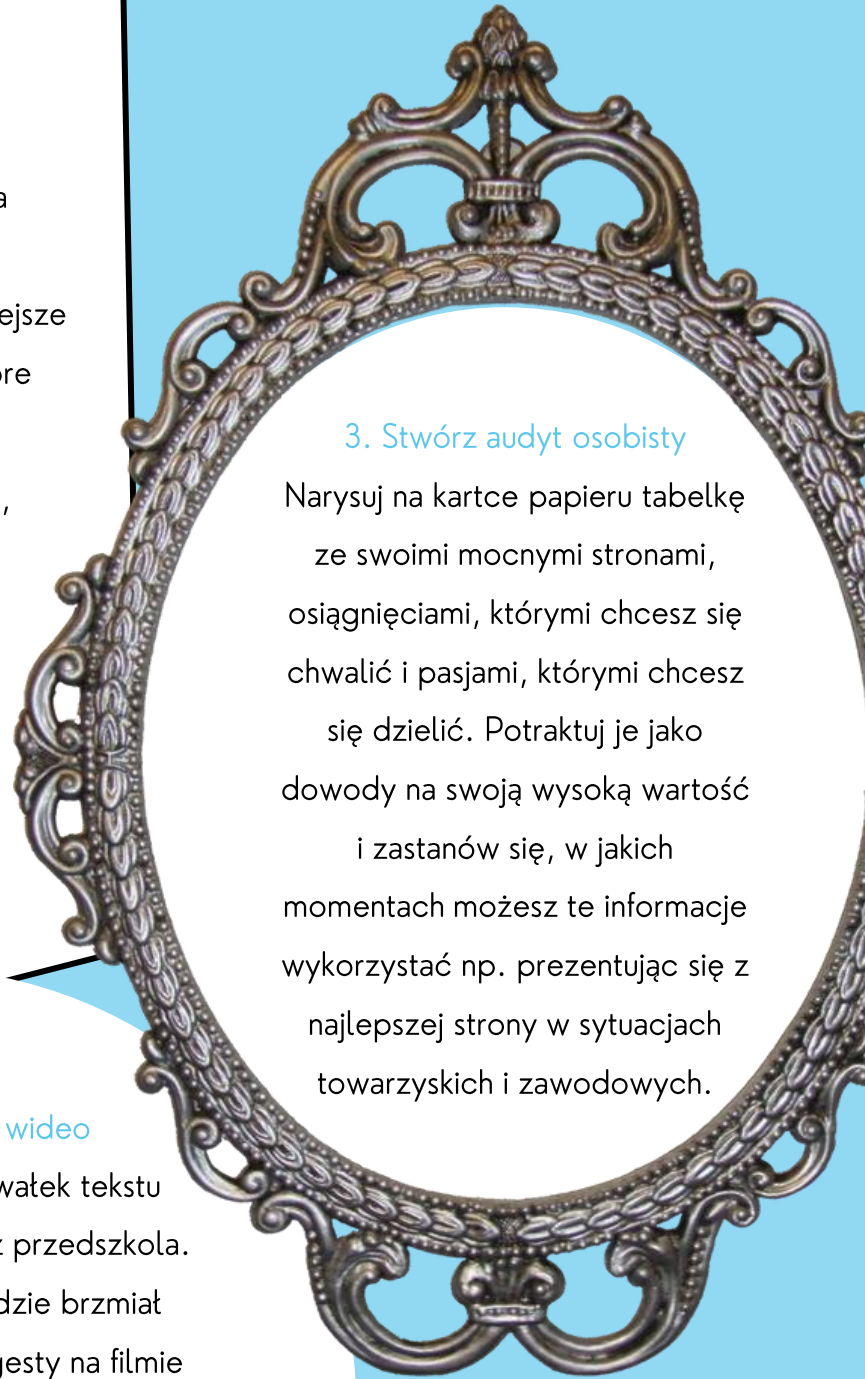 a
ejsze
óre
,
3. Stwórz audyt osobisty
Narysuj na kartce papieru tabelkę
ze swoimi mocnymi stronami,
osiągnięciami, którymi chcesz się
chwalić i pasjami, którymi chcesz
się dzielić. Potraktuj je jako
dowody na swoją wysoką wartość
i zastanów się, w jakich
momentach możesz te informacje
wykorzystać np. prezentując się z
najlepszej strony w sytuacjach
towarzyskich i zawodowych.
wideo
wałek tekstu
z przedszkola.
dzie brzmiał
gesty na filmie